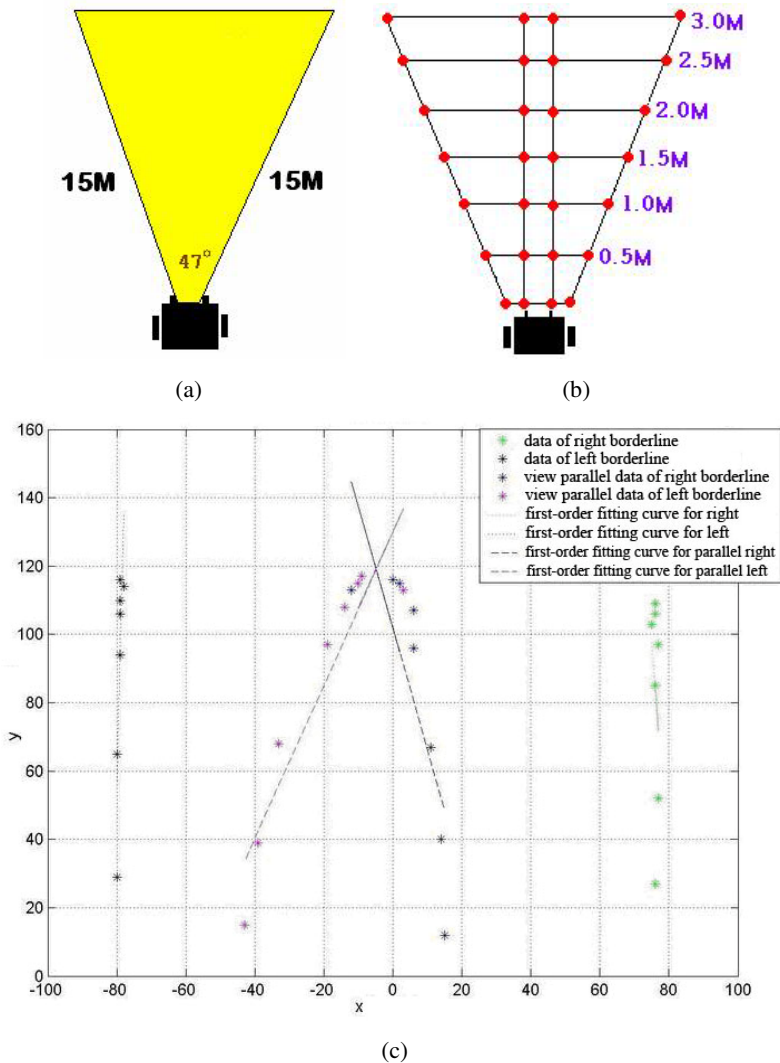 15M 15M
47°
3.0M
2.5M
2.0M
1.5M
1.0M
0.5M
(a) (b)
160
140
120
100
80
60
40
20
0
y
-100 -80 -60 -40 -20 0 20 40 60 80 100
x
data of right borderline
data of left borderline
view parallel data of right borderline
view parallel data of left borderline
first-order fitting curve for right
first-order fitting curve for left
first-order fitting curve for parallel right
first-order fitting curve for parallel left
(c)